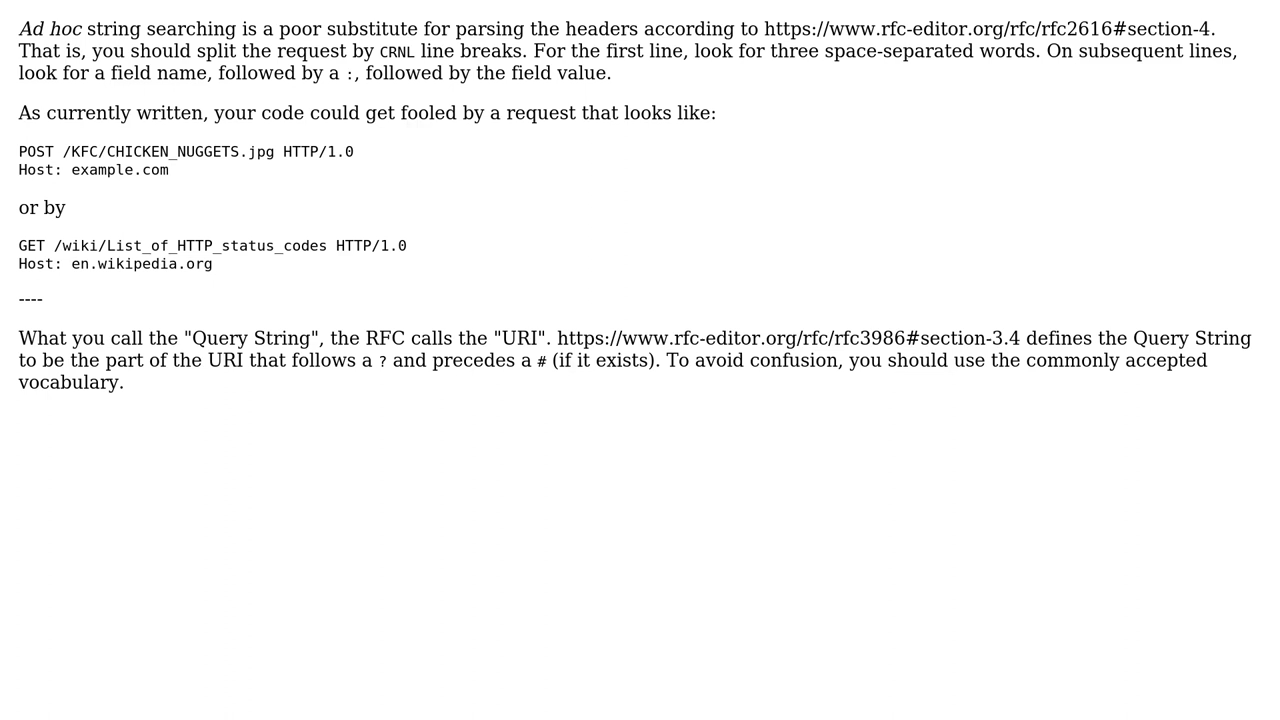 Ad hoc string searching is a poor substitute for parsing the headers according to https://www.rfc-editor.org/rfc/rfc2616#section-4.
That is, you should split the request by CRNL line breaks. For the first line, look for three space-separated words. On subsequent lines,
look for a field name, followed by a :, followed by the field value.
As currently written, your code could get fooled by a request that looks like:
POST /KFC/CHICKEN_NUGGETS.jpg HTTP/1.0
Host: example.com
or by
GET /wiki/List_of_HTTP_status_codes HTTP/1.0
Host: en.wikipedia.org
----
What you call the "Query String", the RFC calls the "URI". https://www.rfc-editor.org/rfc/rfc3986#section-3.4 defines the Query String
to be the part of the URI that follows a ? and precedes a # (if it exists). To avoid confusion, you should use the commonly accepted
vocabulary.